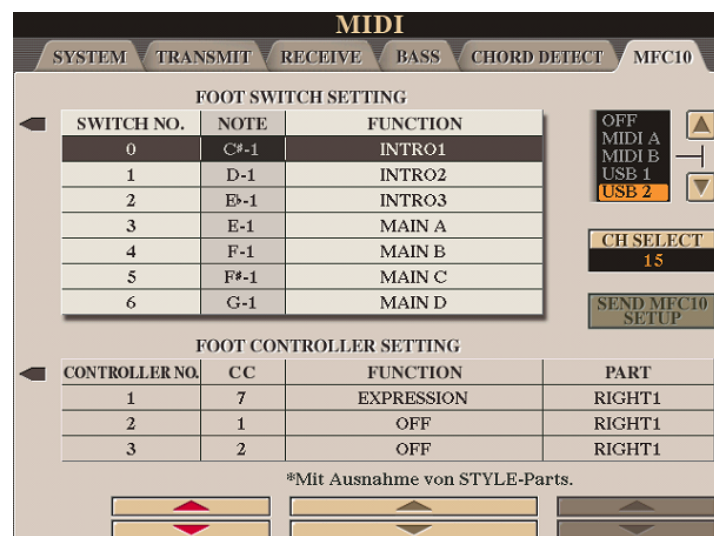 MIDI
SYSTEM TRANSMIT RECEIVE BASS CHORD DETECT MFC10
FOOT SWITCH SETTING
SWITCH NO. NOTE FUNCTION
0 C♯-1 INTRO1
1 D-1 INTRO2
2 E♭-1 INTRO3
3 E-1 MAIN A
4 F-1 MAIN B
5 F♯-1 MAIN C
6 G-1 MAIN D
OFF
MIDI A
MIDI B
USB 1
USB 2
CH SELECT
15
SEND MFC10
SETUP
FOOT CONTROLLER SETTING
CONTROLLER NO. CC FUNCTION PART
1 7 EXPRESSION RIGHT1
2 1 OFF RIGHT1
3 2 OFF RIGHT1
*Mit Ausnahme von STYLE-Parts.